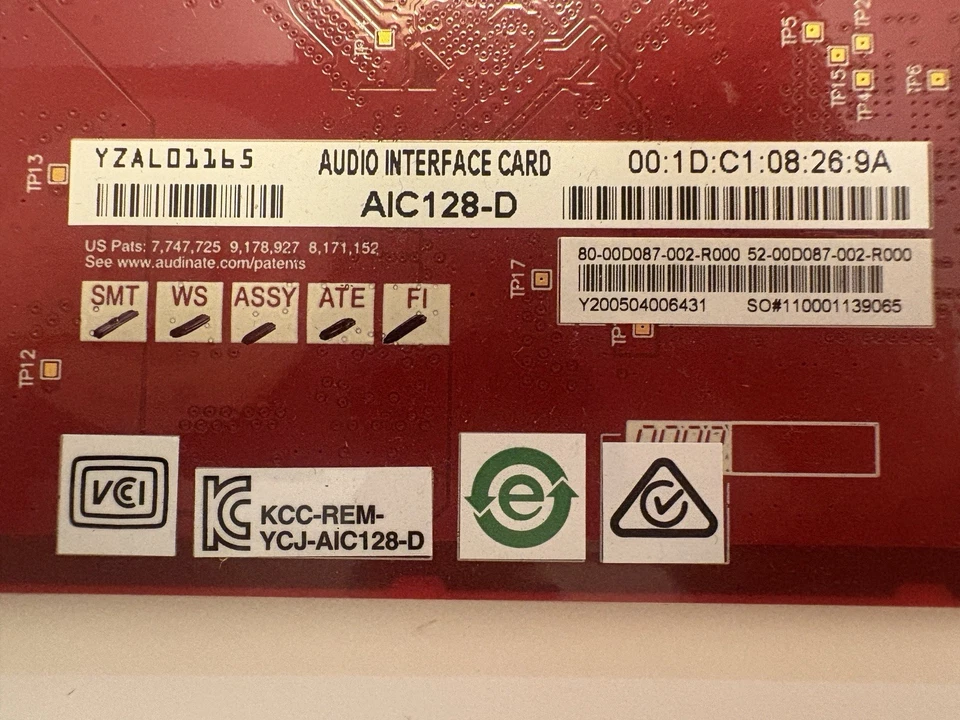 TP5
TP2
TP15
TP4
TP6
TP13
YZAL01165
AUDIO INTERFACE CARD
00:1D:C1:08:26:9A
AIC128-D
US Pats: 7,747,725 9,178,927 8,171,152
See www.audinate.com/patents
80-00D087-002-R000 52-00D087-002-R000
TP17
Y200504006431 SO#110001139065
SMT WS ASSY ATE FI
TP12
VCCI
KC
KCC-REM-
YCJ-AIC128-D
e